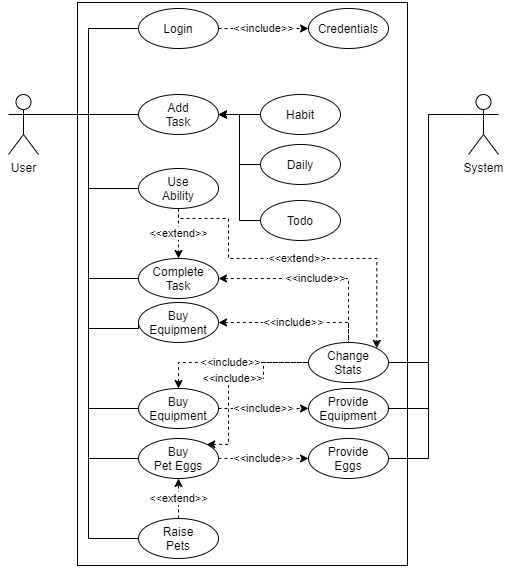 Login
<<include>>
Credentials
Add
Task
Habit
User
System
Daily
Use
Ability
Todo
<<extend>>
<<extend>>
Complete
Task
<<include>>
Buy
Equipment
<<include>>
Change
Stats
<<include>>
<<include>>
Buy
Equipment
<<include>>
Provide
Equipment
Buy
Pet Eggs
<<include>>
Provide
Eggs
<<extend>>
Raise
Pets